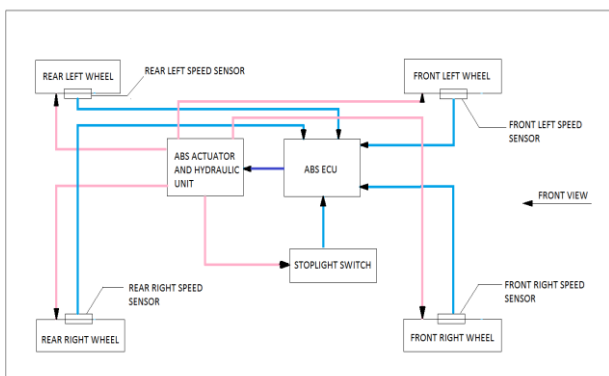 REAR LEFT WHEEL
REAR LEFT SPEED SENSOR
FRONT LEFT WHEEL
FRONT LEFT SPEED
SENSOR
ABS ACTUATOR
AND HYDRAULIC
UNIT
ABS ECU
FRONT VIEW
STOPLIGHT SWITCH
REAR RIGHT SPEED
SENSOR
FRONT RIGHT SPEED
SENSOR
REAR RIGHT WHEEL
FRONT RIGHT WHEEL